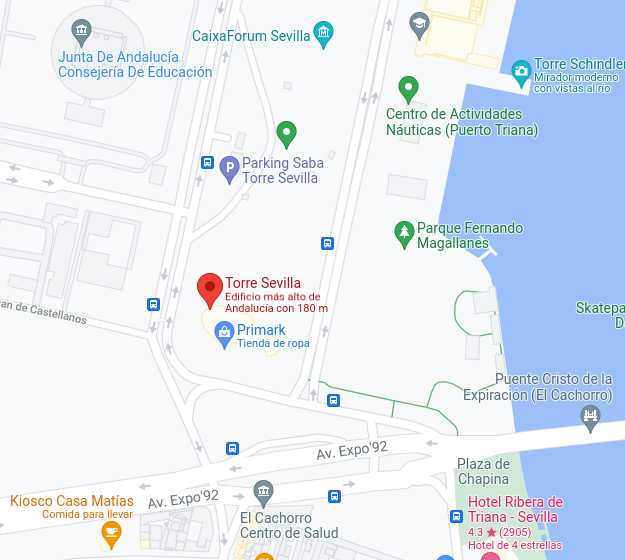 CaixaForum Sevilla
Junta De Andalucía
Consejería De Educación
Torre Schindler
Mirador moderno
con vistas al río
Centro de Actividades
Náuticas (Puerto Triana)
P
Parking Saba
Torre Sevilla
Parque Fernando
Magallanes
Torre Sevilla
Edificio más alto de
Andalucía con 180 m
an de Castellanos
Primark
Tienda de ropa
Skatepa
D
Puente Cristo de la
Expiración (El Cachorro)
Av. Expo'92
Plaza de
Chapina
Av. Expo'92
Kiosco Casa Matías
Comida para llevar
El Cachorro
Centro de Salud
Hotel Ribera de
Triana - Sevilla
4.3 ★ (2905)
Hotel de 4 estrellas